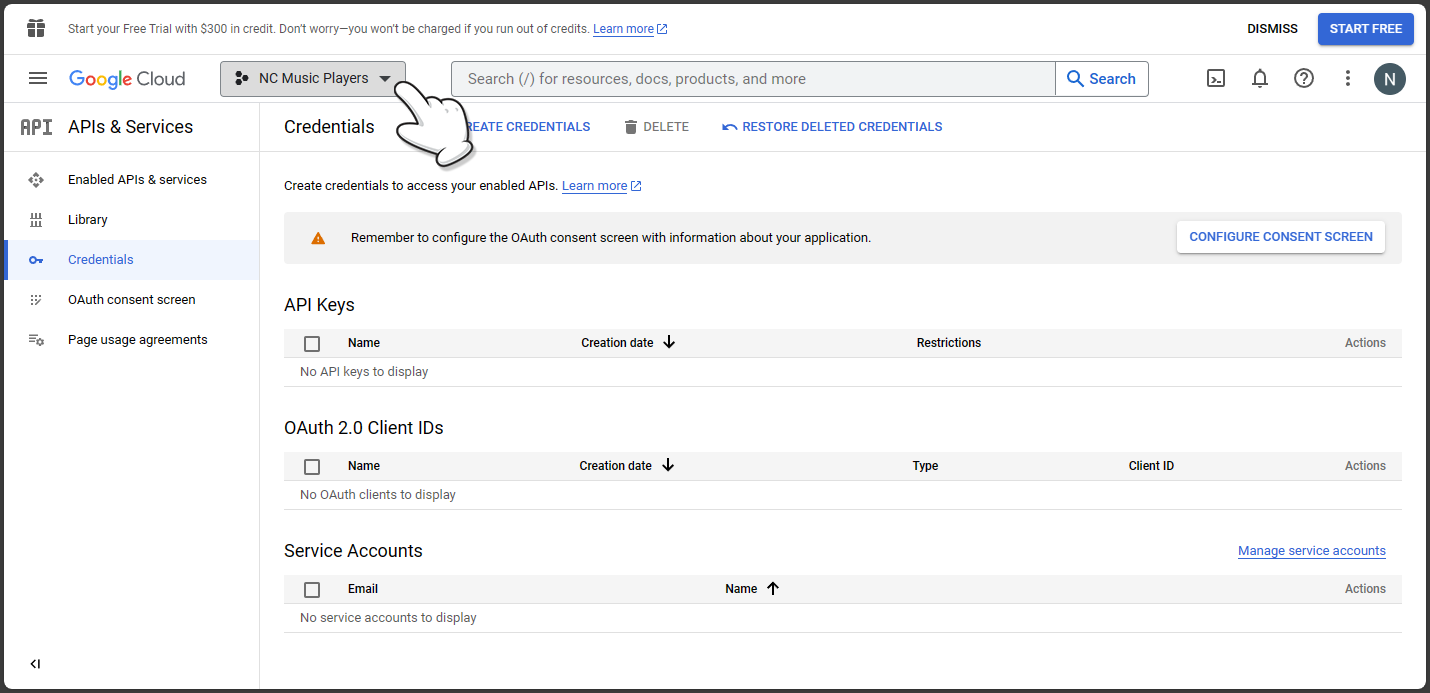 Start your Free Trial with $300 in credit. Don't worry—you won't be charged if you run out of credits. Learn more
DISMISS
START FREE
Google Cloud
NC Music Players
Search (/) for resources, docs, products, and more
Search
N
API APIs & Services
Credentials
REATE CREDENTIALS
DELETE
RESTORE DELETED CREDENTIALS
Enabled APIs & services
Library
Credentials
OAuth consent screen
Page usage agreements
Create credentials to access your enabled APIs. Learn more
Remember to configure the OAuth consent screen with information about your application.
CONFIGURE CONSENT SCREEN
API Keys
Name Creation date Restrictions Actions
No API keys to display
OAuth 2.0 Client IDs
Name Creation date Type Client ID Actions
No OAuth clients to display
Service Accounts
Manage service accounts
Email Name Actions
No service accounts to display